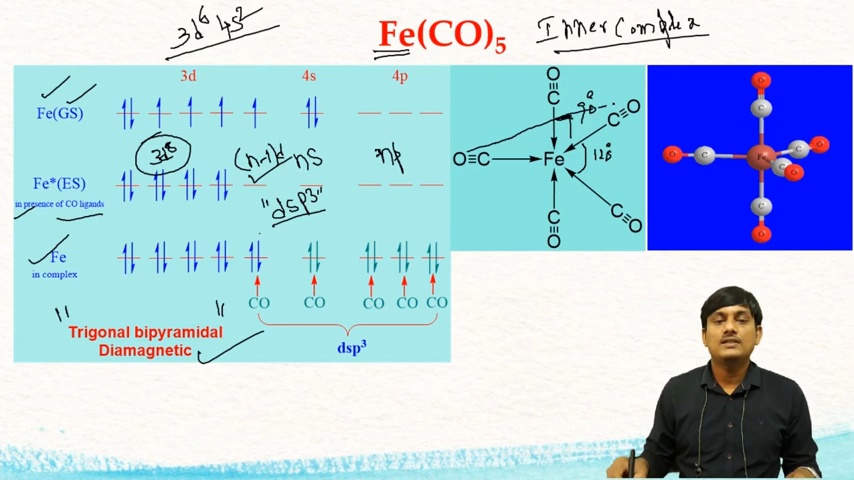 3d⁶ 4s²
Fe(CO)₅
Inner Complex
3d 4s 4p
Fe(GS)
3d⁸ (n-1)d ns np
Fe*(ES)
in presence of CO ligands
"dsp³"
Fe
in complex
CO CO CO CO CO
" "
Trigonal bipyramidal
Diamagnetic
dsp³
O
C
90°
C O
O C Fe 120°
C O
C
O
O
C
O C Fe C O
C O
C
O